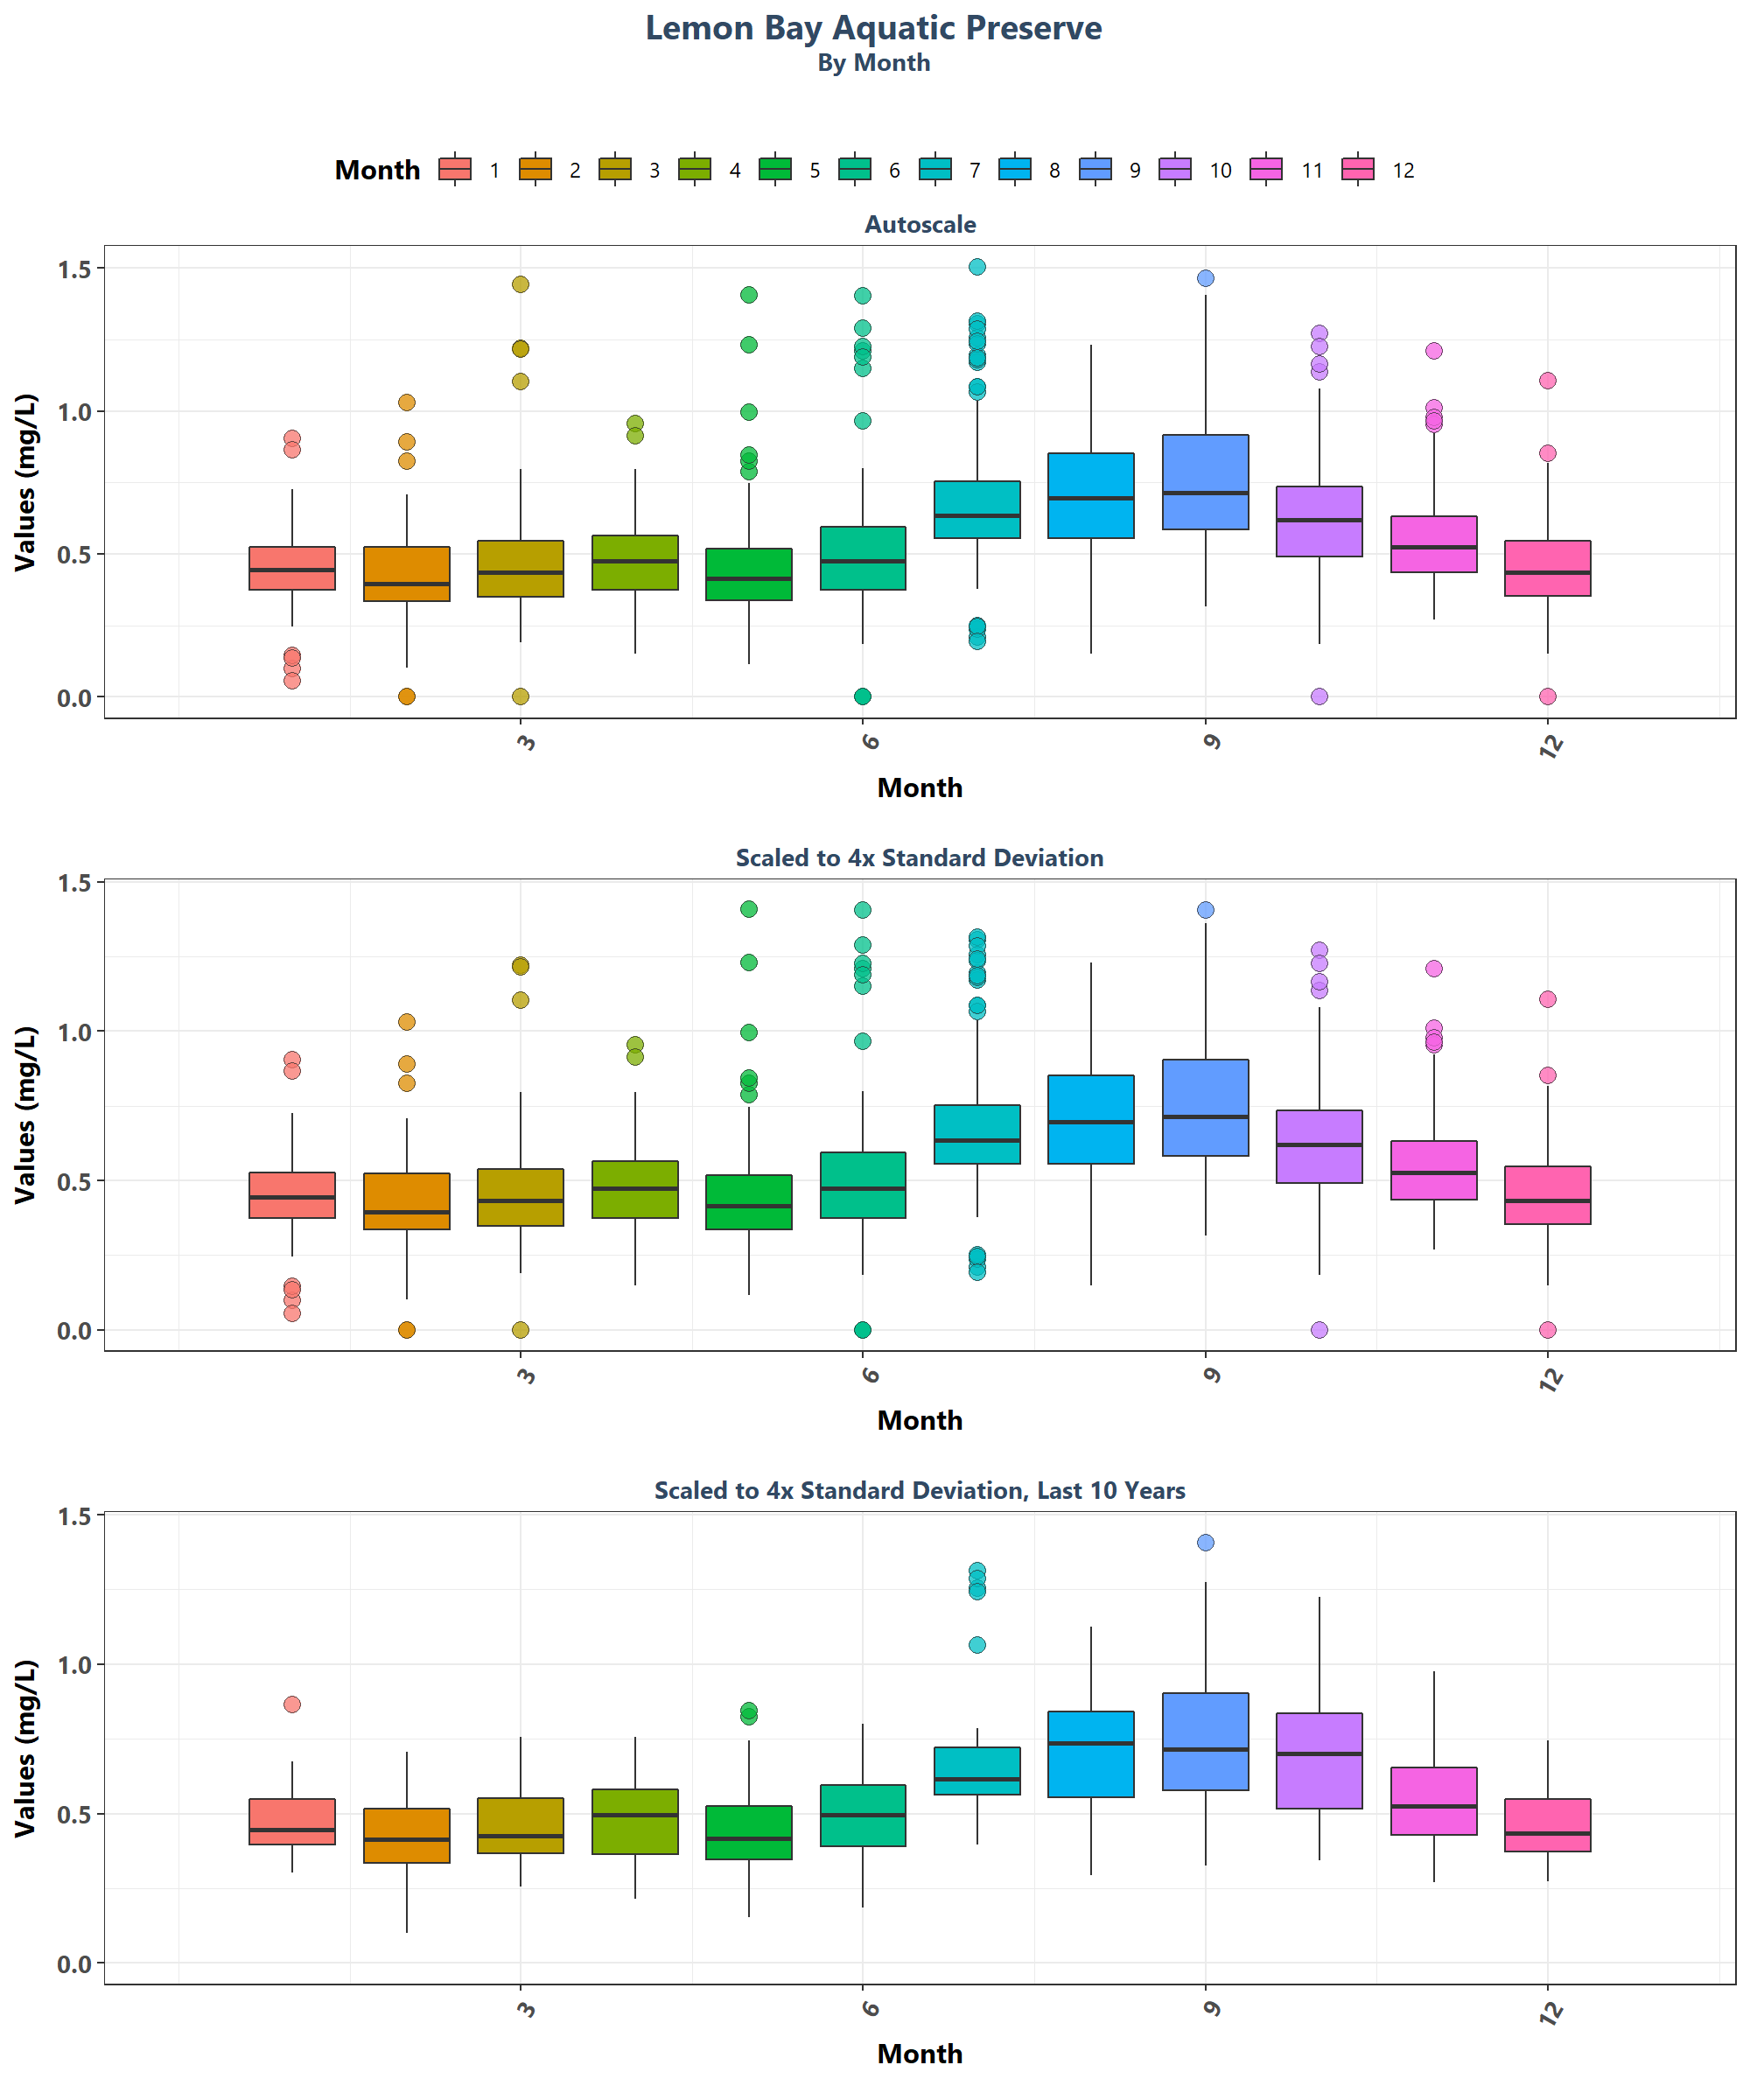 Lemon Bay Aquatic Preserve
By Month
Month 1 2 3 4 5 6 7 8 9 10 11 12
Autoscale
Values (mg/L)
1.5
1.0
0.5
0.0
3 6 9 12
Month
Scaled to 4x Standard Deviation
Values (mg/L)
1.5
1.0
0.5
0.0
3 6 9 12
Month
Scaled to 4x Standard Deviation, Last 10 Years
Values (mg/L)
1.5
1.0
0.5
0.0
3 6 9 12
Month